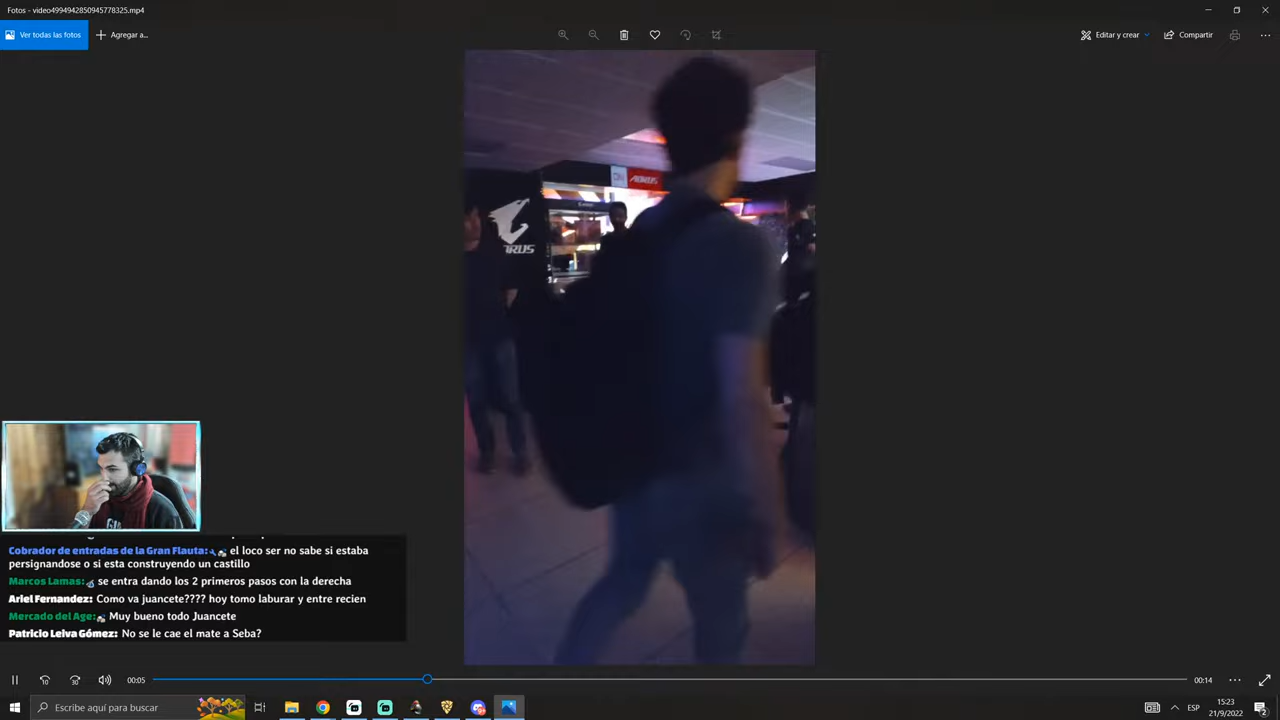 Fotos - video4994942850945778325.mp4
Ver todas las fotos
Agregar a...
Editar y crear
Compartir
AORUS
Cobrador de entradas de la Gran Flauta: el loco ser no sabe si estaba
persignandose o si esta construyendo un castillo
Marcos Lamas: se entra dando los 2 primeros pasos con la derecha
Ariel Fernandez: Como va juancete???? hoy tomo laburar y entre recien
Mercado del Age: Muy bueno todo Juancete
Patricio Leiva Gómez: No se le cae el mate a Seba?
10
30
00:05
00:14
Escribe aquí para buscar
ESP
15:23
21/9/2022
2